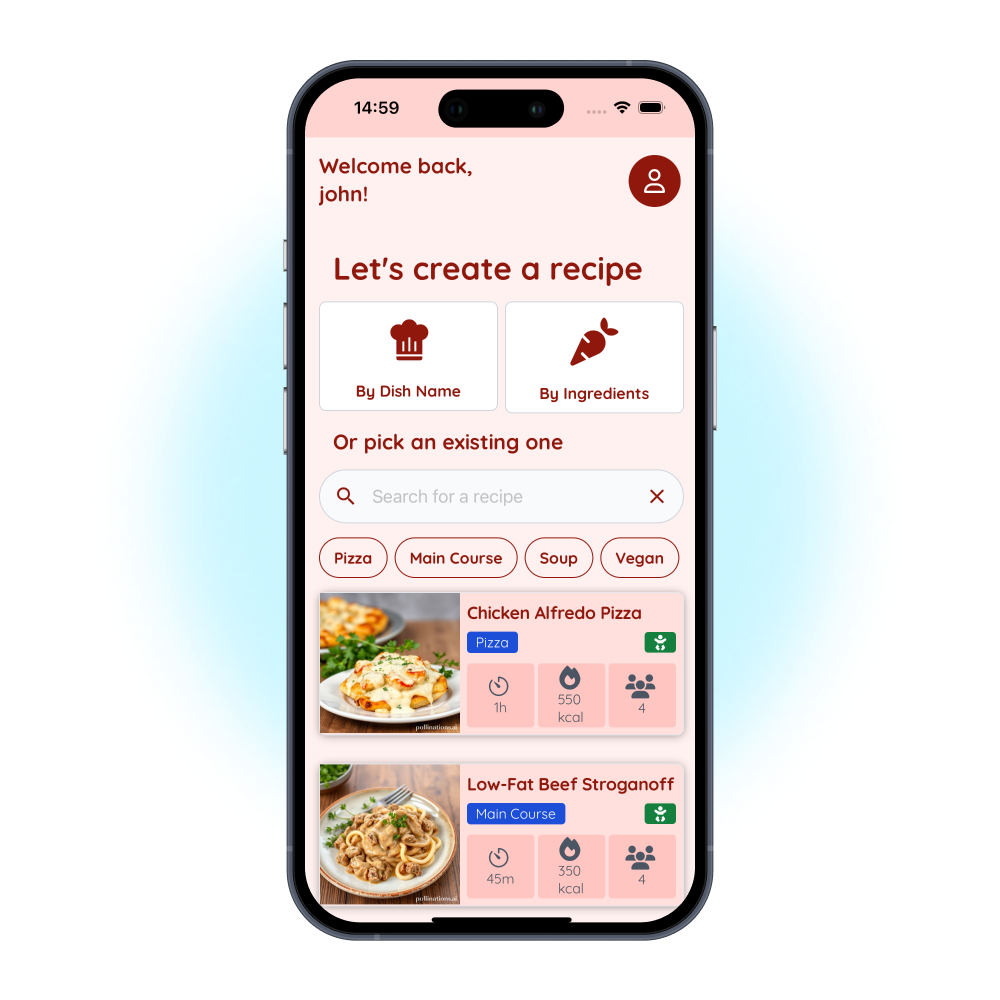 14:59
Welcome back,
john!
Let's create a recipe
By Dish Name
By Ingredients
Or pick an existing one
Search for a recipe
Pizza
Main Course
Soup
Vegan
Chicken Alfredo Pizza
Pizza
1h
550
kcal
4
pollinations.ai
Low-Fat Beef Stroganoff
Main Course
45m
350
kcal
4
pollinations.ai